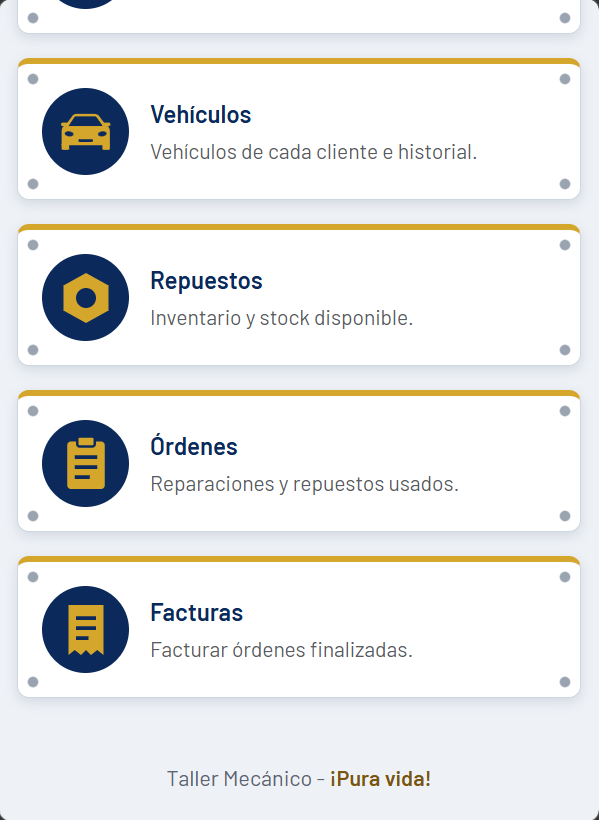 Vehículos
Vehículos de cada cliente e historial.
Repuestos
Inventario y stock disponible.
Órdenes
Reparaciones y repuestos usados.
Facturas
Facturar órdenes finalizadas.
Taller Mecánico - ¡Pura vida!